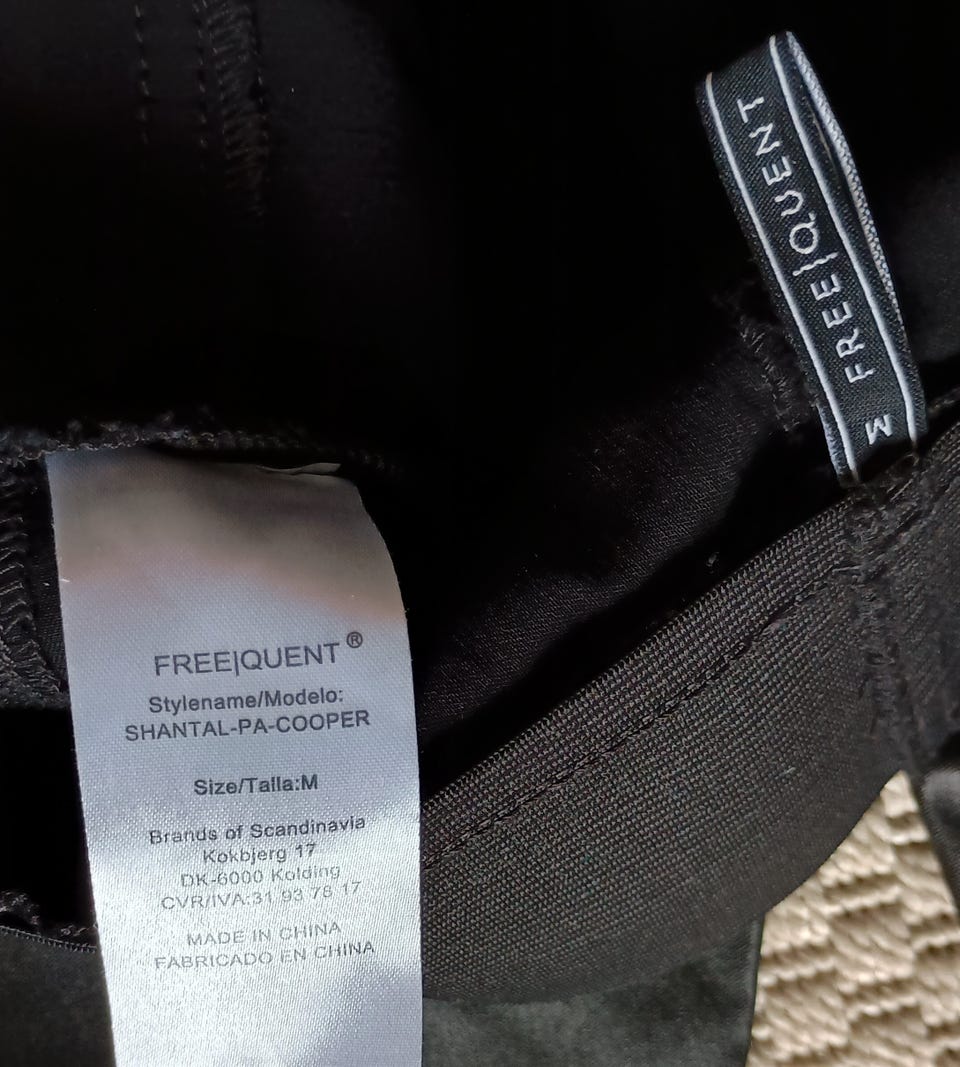 FREE|QUENT
M
FREE|QUENT®
Stylename/Modelo:
SHANTAL-PA-COOPER
Size/Talla:M
Brands of Scandinavia
Kokbjerg 17
DK-6000 Kolding
CVR/IVA:31 93 78 17
MADE IN CHINA
FABRICADO EN CHINA